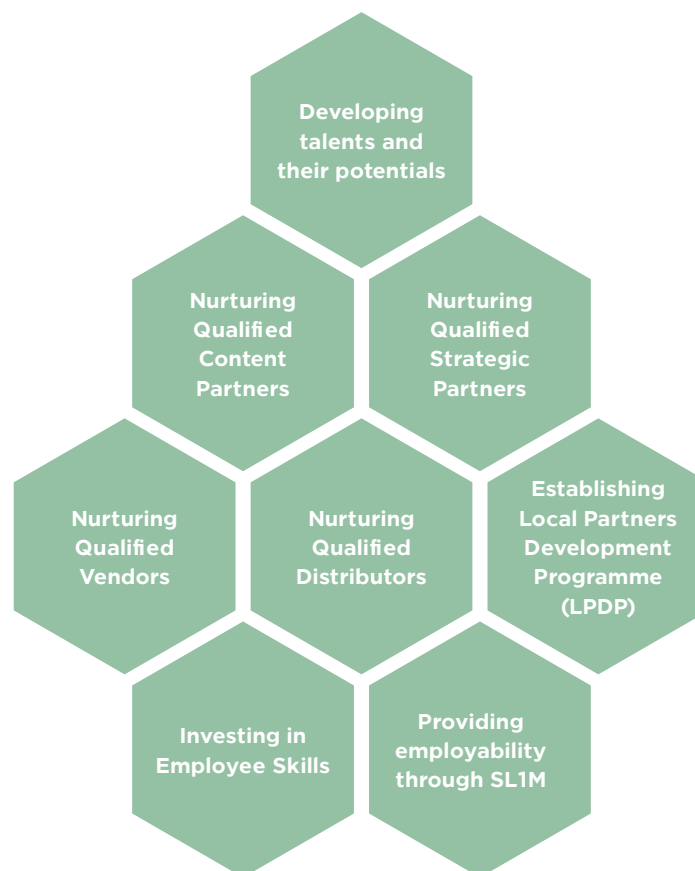 Developing
talents and
their potentials
Nurturing
Qualified
Content
Partners
Nurturing
Qualified
Strategic
Partners
Nurturing
Qualified
Vendors
Nurturing
Qualified
Distributors
Establishing
Local Partners
Development
Programme
(LPDP)
Investing in
Employee Skills
Providing
employability
through SL1M